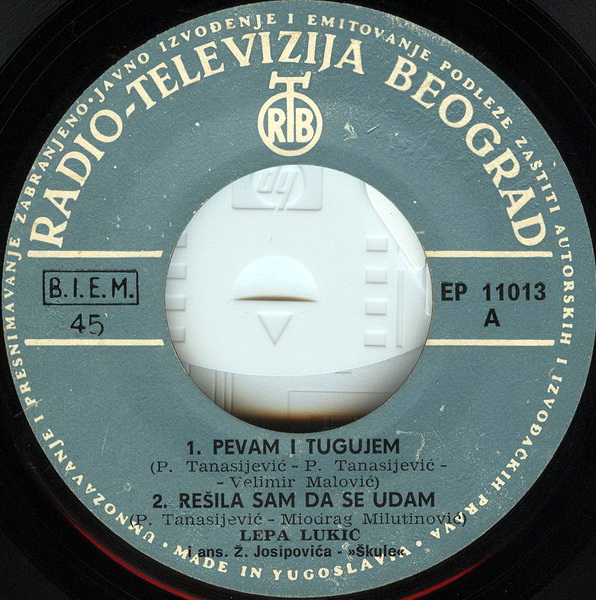 UMNOŽAVANJE I PRESNIMAVANJE ZABRANJENO • JAVNO IZVOĐENJE I EMITOVANJE PODLEŽE ZAŠTITI AUTORSKIH I IZVOĐAČKIH PRAVA •
RADIO-TELEVIZIJA BEOGRAD
RTB
hp
B.I.E.M.
45
EP 11013
A
1. PEVAM I TUGUJEM
(P. Tanasijević - P. Tanasijević -
- Velimir Malović)
2. REŠILA SAM DA SE UDAM
(P. Tanasijević - Miodrag Milutinović)
LEPA LUKIĆ
i ans. Ž. Josipovića - »Škule«
• MADE IN YUGOSLAVIA •